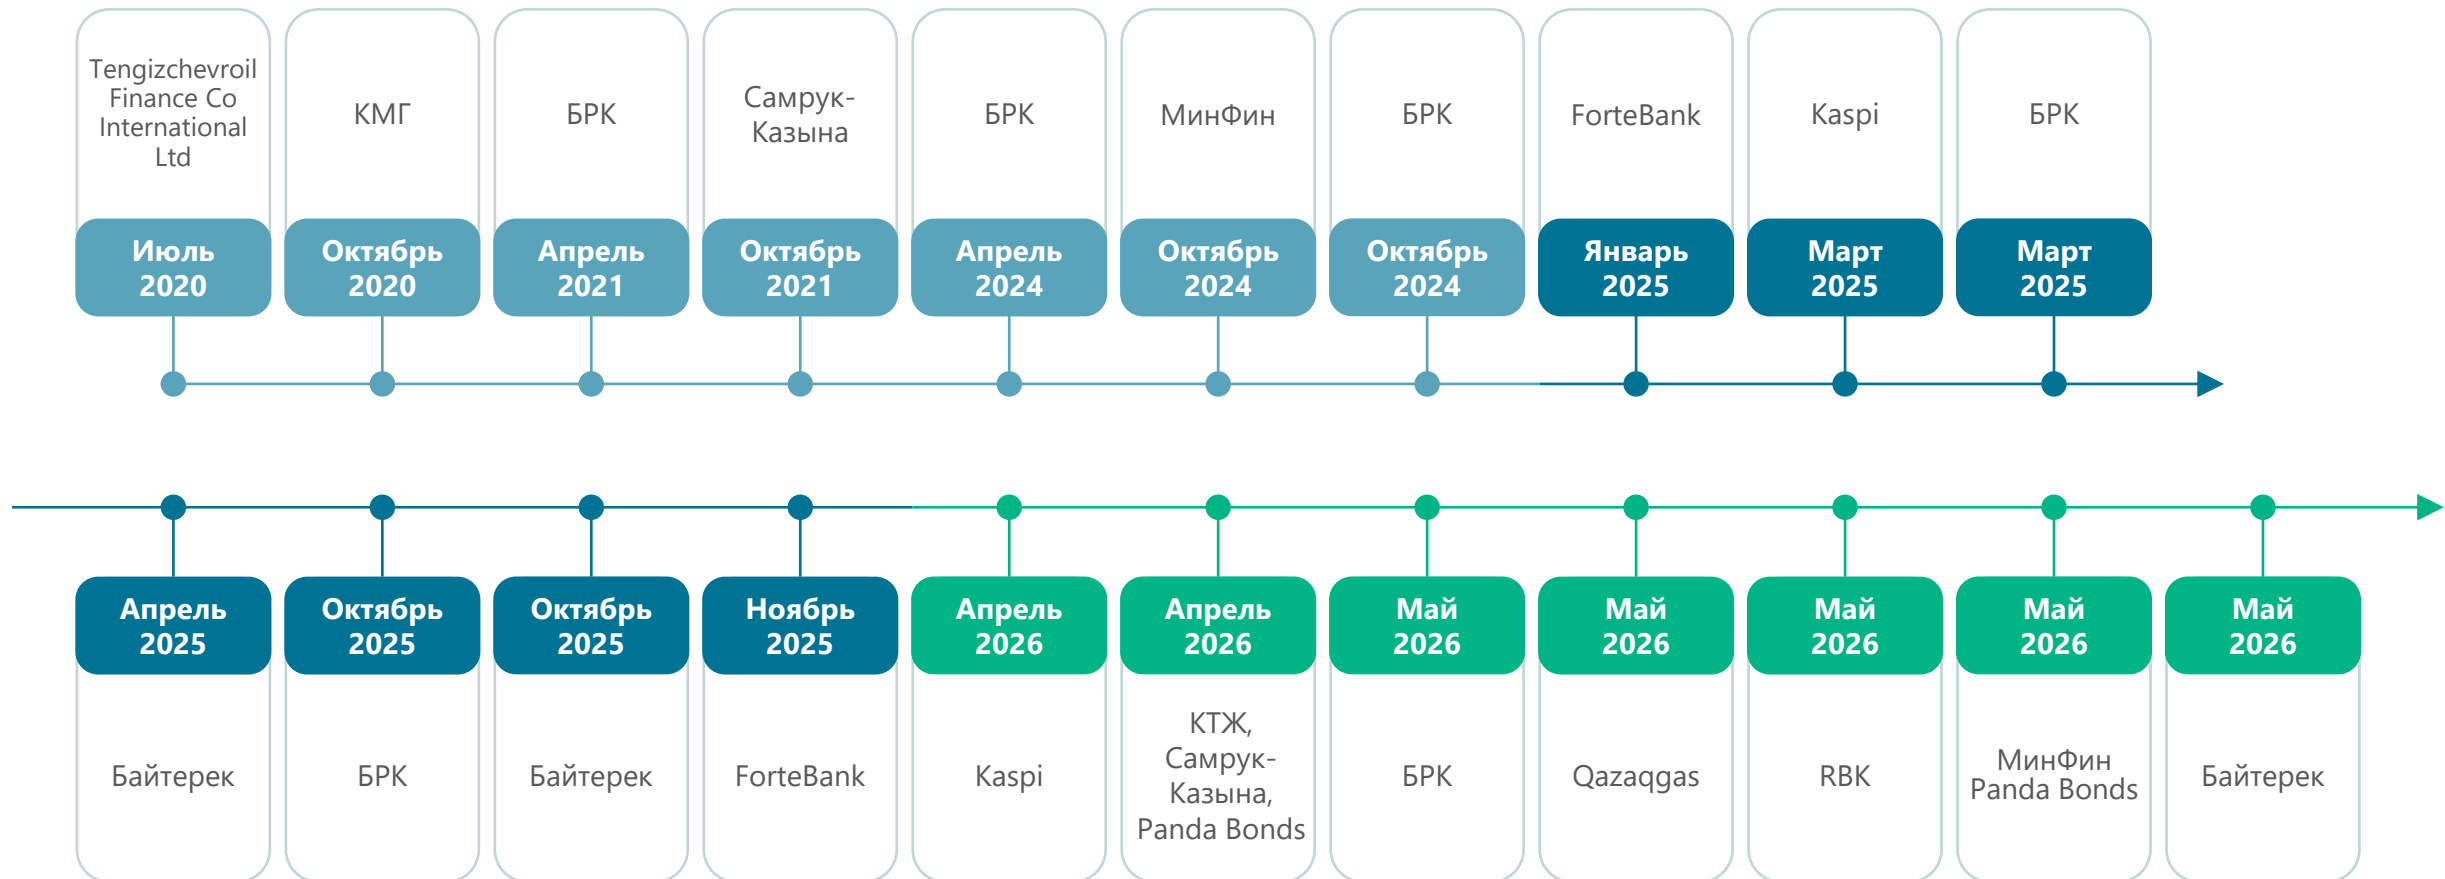 Tengizchevroil
Finance Co
International
Ltd
КМГ
БРК
Самрук-
Казына
БРК
МинФин
БРК
ForteBank
Kaspi
БРК
Июль
2020
Октябрь
2020
Апрель
2021
Октябрь
2021
Апрель
2024
Октябрь
2024
Октябрь
2024
Январь
2025
Март
2025
Март
2025
Апрель
2025
Октябрь
2025
Октябрь
2025
Ноябрь
2025
Апрель
2026
Апрель
2026
Май
2026
Май
2026
Май
2026
Май
2026
Май
2026
Байтерек
БРК
Байтерек
ForteBank
Kaspi
КТЖ,
Самрук-
Казына,
Panda Bonds
БРК
Qazaqgas
RBK
МинФин
Panda Bonds
Байтерек